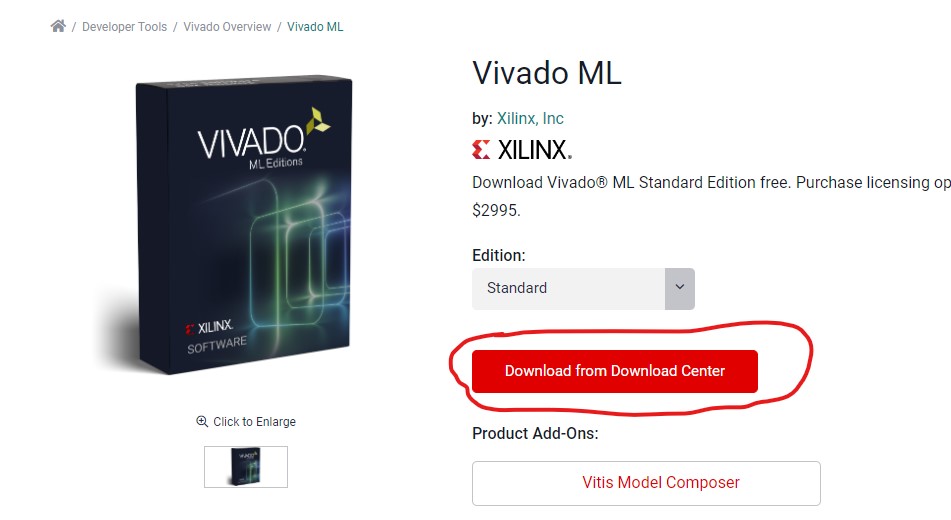 / Developer Tools / Vivado Overview / Vivado ML
VIVADO.
ML Editions
XILINX.
SOFTWARE
Click to Enlarge
VIVADO
Vivado ML
by: Xilinx, Inc
XILINX.
Download Vivado® ML Standard Edition free. Purchase licensing op
$2995.
Edition:
Standard
Download from Download Center
Product Add-Ons:
Vitis Model Composer